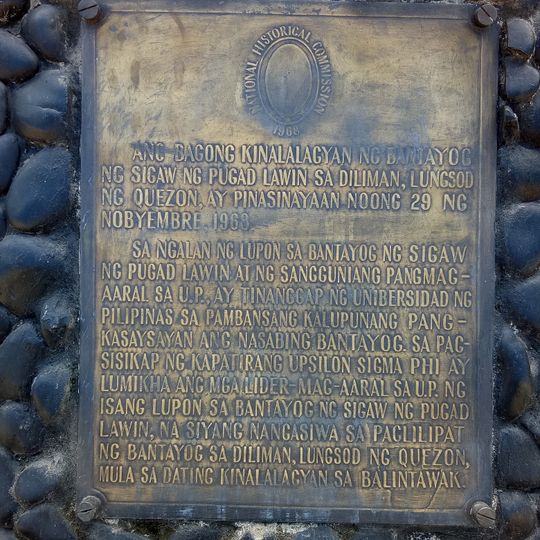 NATIONAL HISTORICAL COMMISSION
1968
ANG BAGONG KINALALAGYAN NG BANTAYOG
NG SIGAW NG PUGAD LAWIN SA DILIMAN, LUNGSOD
NG QUEZON, AY PINASINAYAAN NOONG 29 NG
NOBYEMBRE, 1968.
SA NGALAN NG LUPON SA BANTAYOG NG SIGAW
NG PUGAD LAWIN AT NG SANGGUNIANG PANGMAG-
AARAL SA U.P., AY TINANGGAP NG UNIBERSIDAD NG
PILIPINAS SA PAMBANSANG KALUPUNANG PANG-
KASAYSAYAN ANG NASABING BANTAYOG. SA PAG-
SISIKAP NG KAPATIRANG UPSILON SIGMA PHI AY
LUMIKHA ANG MGA LIDER-MAG-AARAL SA U.P. NG
ISANG LUPON SA BANTAYOG NG SIGAW NG PUGAD
LAWIN, NA SIYANG NANGASIWA SA PAGLILIPAT
NG BANTAYOG SA DILIMAN, LUNGSOD NG QUEZON,
MULA SA DATING KINALALAGYAN SA BALINTAWAK.